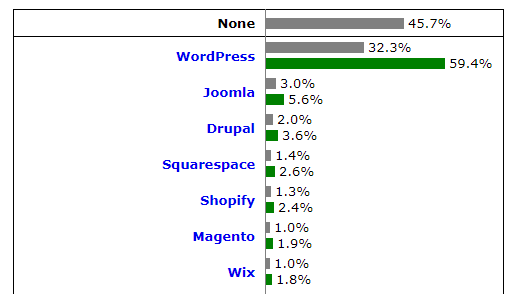 None 45.7%
WordPress 32.3%
59.4%
Joomla 3.0%
5.6%
Drupal 2.0%
3.6%
Squarespace 1.4%
2.6%
Shopify 1.3%
2.4%
Magento 1.0%
1.9%
Wix 1.0%
1.8%